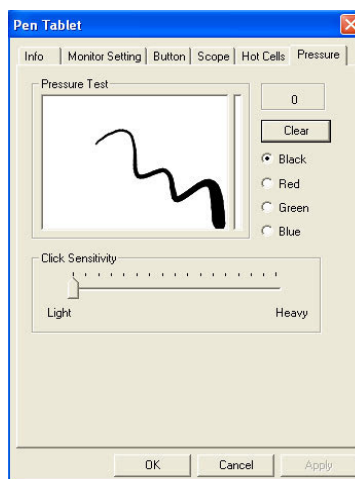 Pen Tablet
Info Monitor Setting Button Scope Hot Cells Pressure
Pressure Test
0
Clear
Black
Red
Green
Blue
Click Sensitivity
Light Heavy
OK Cancel Apply